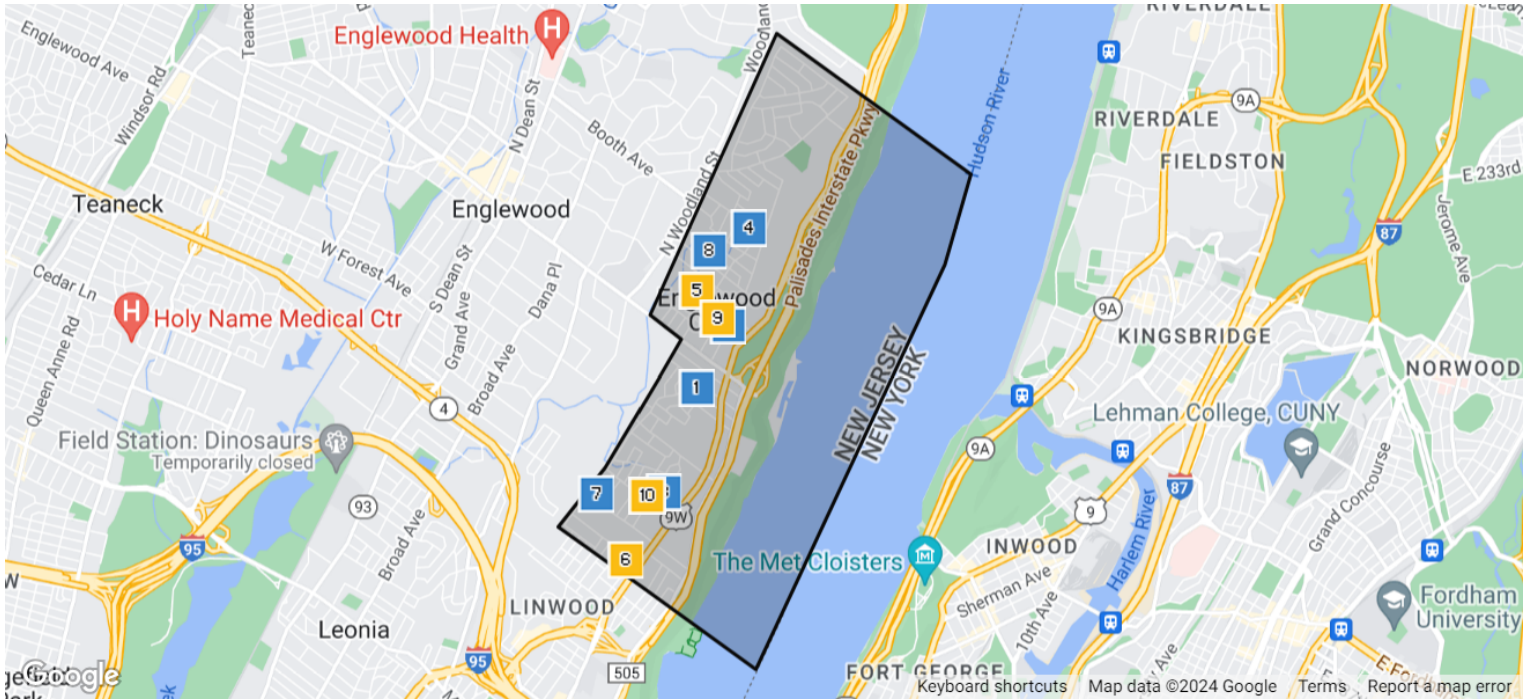 RIVERDALE
Englewood Health
H
Englewood Ave
Windsor Rd
N Dean St
Booth Ave
Teaneck
Englewood
N Woodland St
Palisades Interstate Pkwy
Hudson River
9A
RIVERDALE
FIELDSTON
E 233rd
Jerome Ave
87
4
8
5
9
W Forest Ave
S Dean St
Dana Pl
Grand Ave
Broad Ave
Cedar Ln
H
Holy Name Medical Ctr
Queen Anne Rd
1
NEW JERSEY
NEW YORK
9A
KINGSBRIDGE
NORWOOD
Lehman College, CUNY
4
Field Station: Dinosaurs
Temporarily closed
93
Broad Ave
95
7
10
9W
6
9A
87
9
Harlem River
Grand Concourse
INWOOD
The Met Cloisters
Sherman Ave
10th Ave
Fordham
University
LINWOOD
Leonia
95
505
FORT GEORGE
Google
Keyboard shortcuts
Map data ©2024 Google
Terms
Report a map error